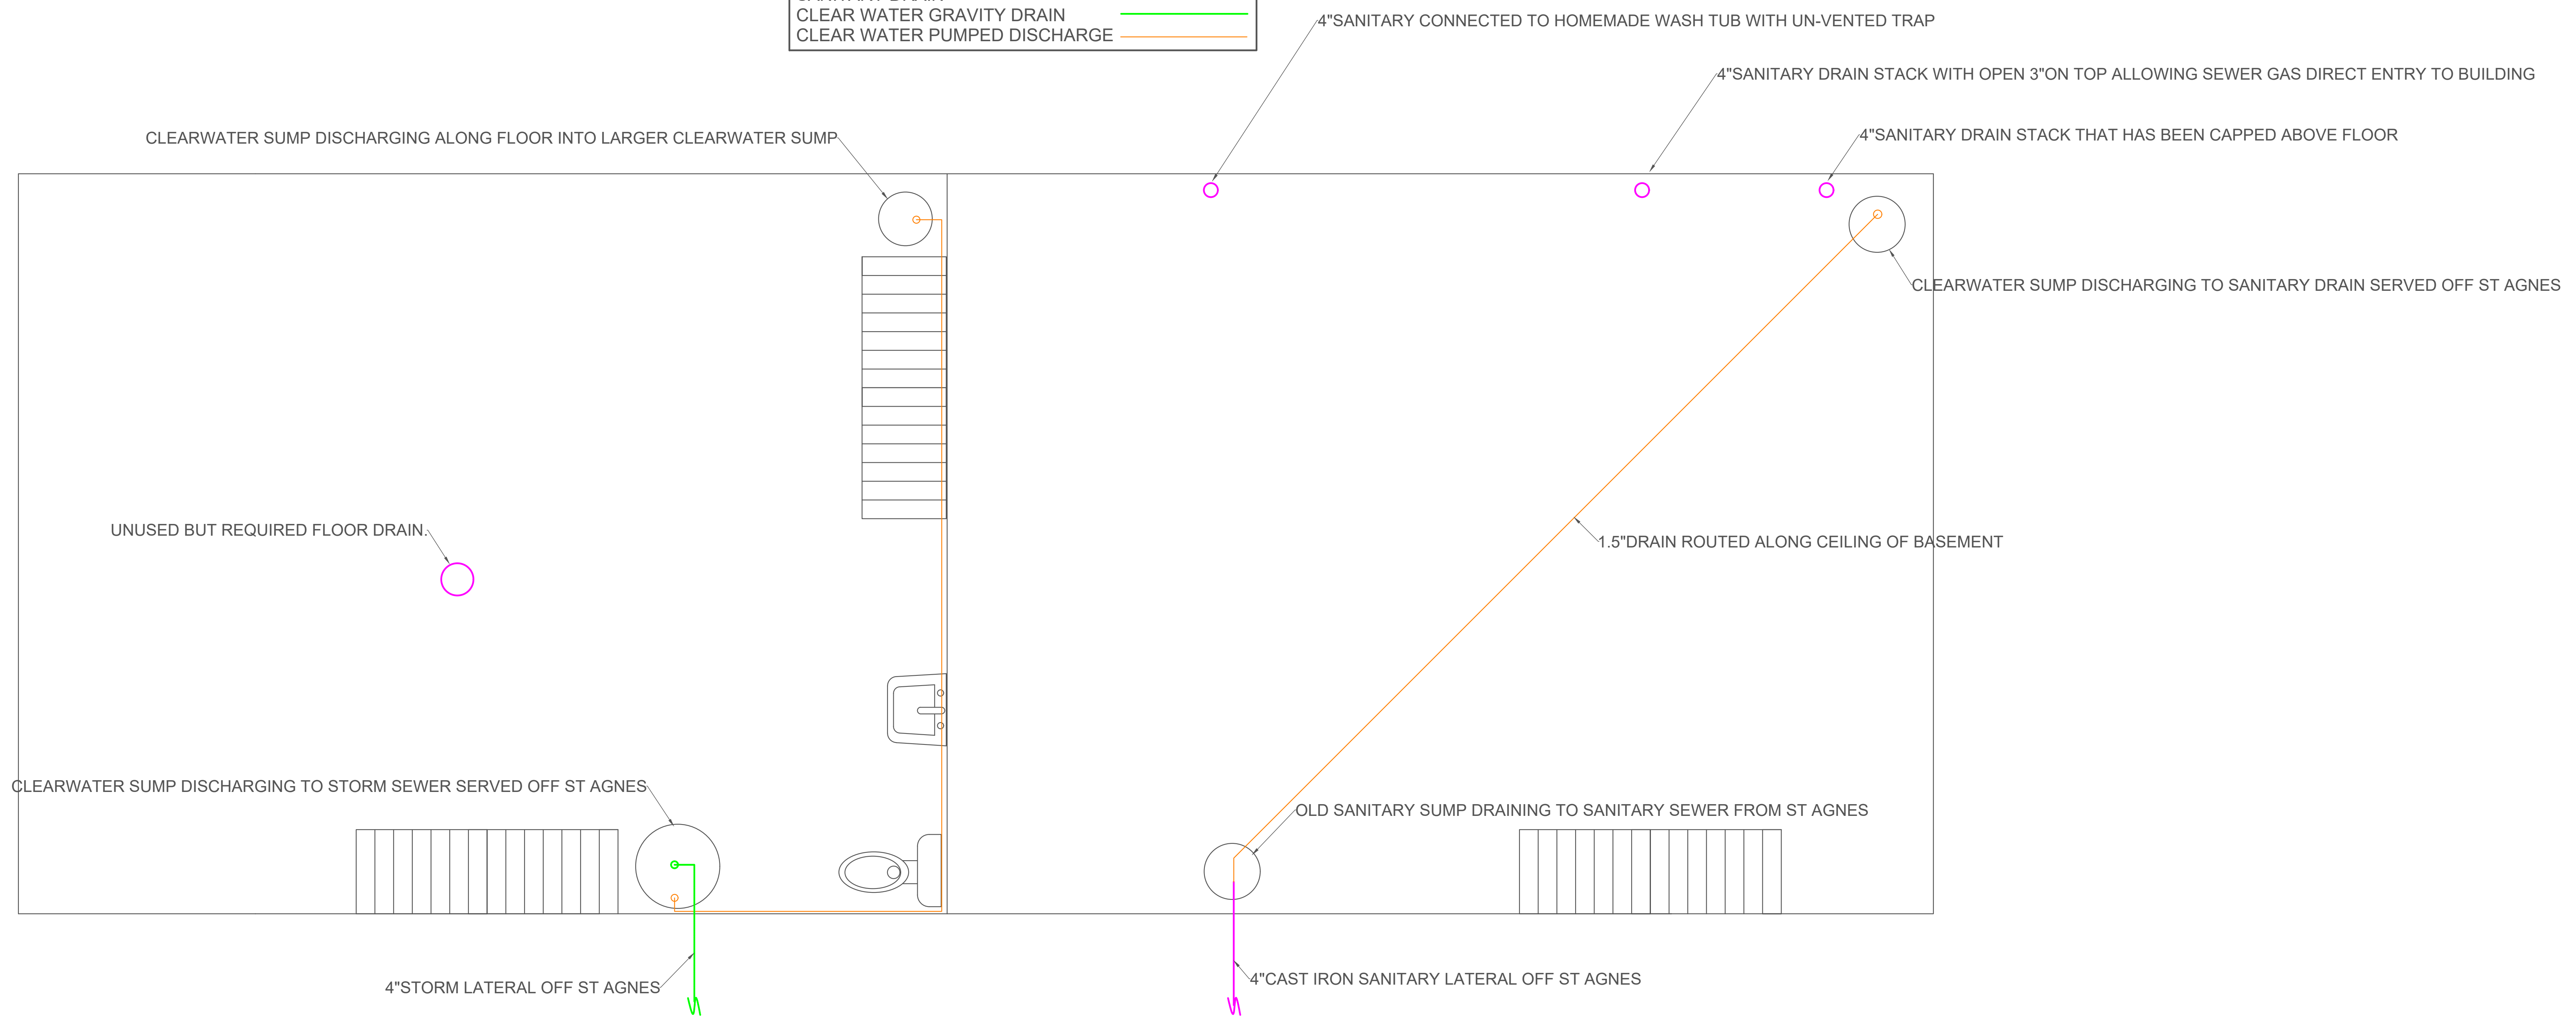 CLEAR WATER GRAVITY DRAIN
CLEAR WATER PUMPED DISCHARGE
4"SANITARY CONNECTED TO HOMEMADE WASH TUB WITH UN-VENTED TRAP
4"SANITARY DRAIN STACK WITH OPEN 3"ON TOP ALLOWING SEWER GAS DIRECT ENTRY TO BUILDING
4"SANITARY DRAIN STACK THAT HAS BEEN CAPPED ABOVE FLOOR
CLEARWATER SUMP DISCHARGING ALONG FLOOR INTO LARGER CLEARWATER SUMP
CLEARWATER SUMP DISCHARGING TO SANITARY DRAIN SERVED OFF ST AGNES
UNUSED BUT REQUIRED FLOOR DRAIN.
1.5"DRAIN ROUTED ALONG CEILING OF BASEMENT
CLEARWATER SUMP DISCHARGING TO STORM SEWER SERVED OFF ST AGNES
OLD SANITARY SUMP DRAINING TO SANITARY SEWER FROM ST AGNES
4"STORM LATERAL OFF ST AGNES
4"CAST IRON SANITARY LATERAL OFF ST AGNES